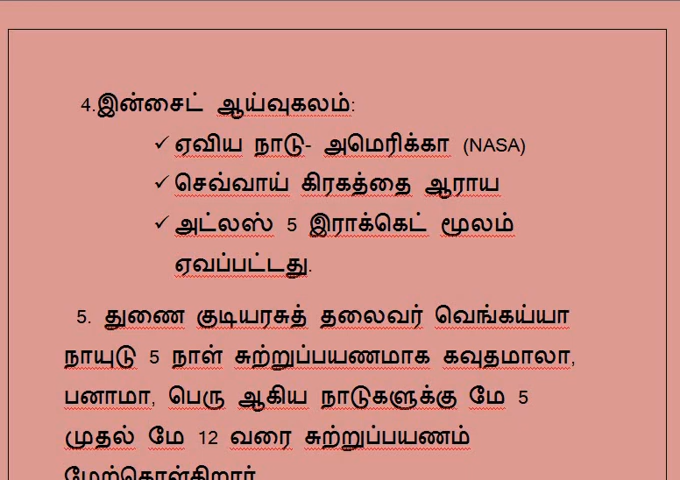 4.இன்சைட் ஆய்வுகலம்:
✓ ஏவிய நாடு- அமெரிக்கா (NASA)
✓ செவ்வாய் கிரகத்தை ஆராய
✓ அட்லஸ் 5 இராக்கெட் மூலம்
ஏவப்பட்டது.
5. துணை குடியரசுத் தலைவர் வெங்கய்யா
நாயுடு 5 நாள் சுற்றுப்பயணமாக கவுதமாலா,
பனாமா, பெரு ஆகிய நாடுகளுக்கு மே 5
முதல் மே 12 வரை சுற்றுப்பயணம்
மேற்கொள்கிறார்